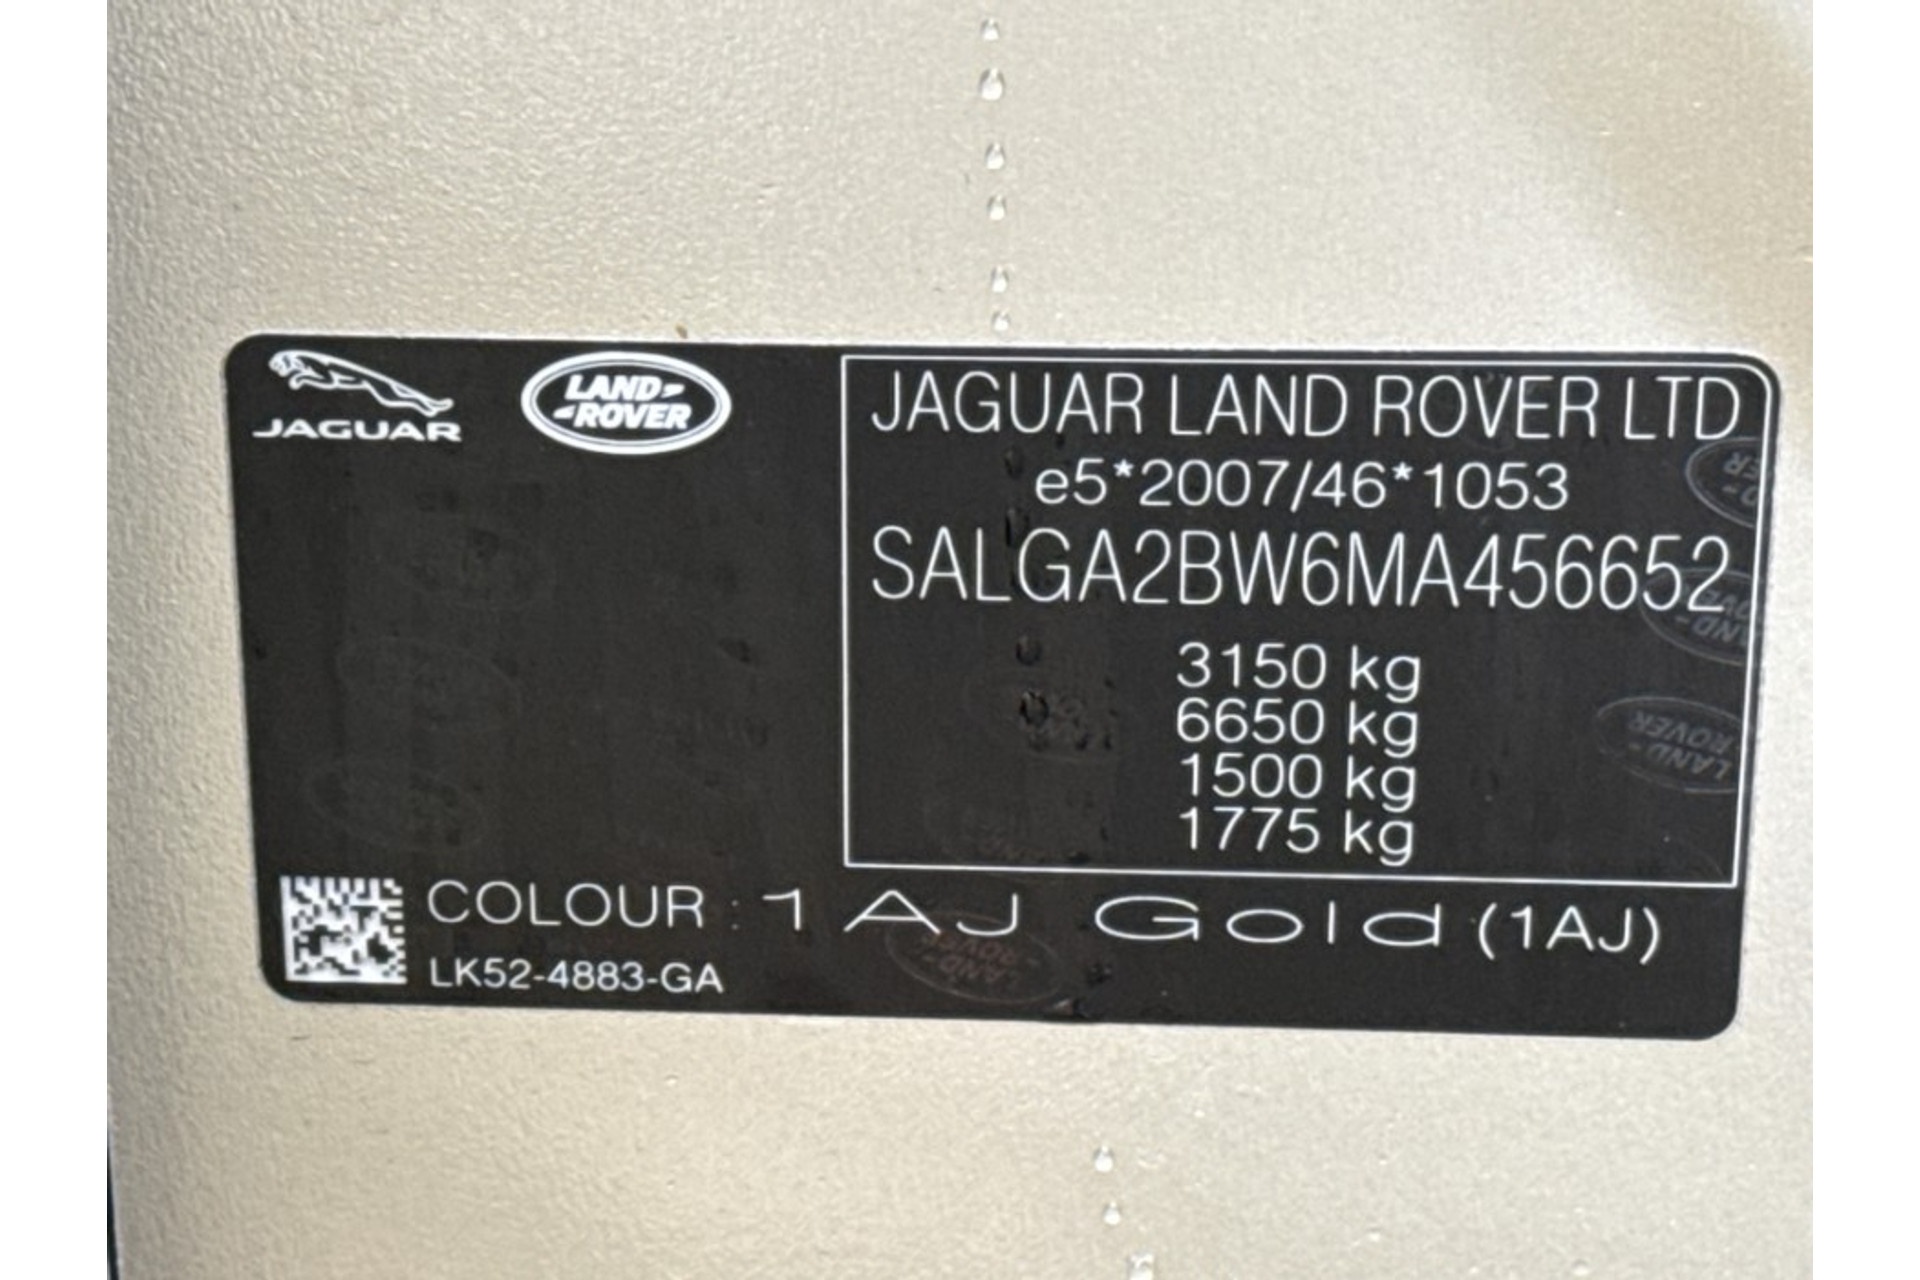 JAGUAR
LAND-
-ROVER
JAGUAR LAND ROVER LTD
e5*2007/46*1053
SALGA2BW6MA456652
3150 kg
6650 kg
1500 kg
1775 kg
COLOUR : 1AJ Gold (1AJ)
LK52-4883-GA